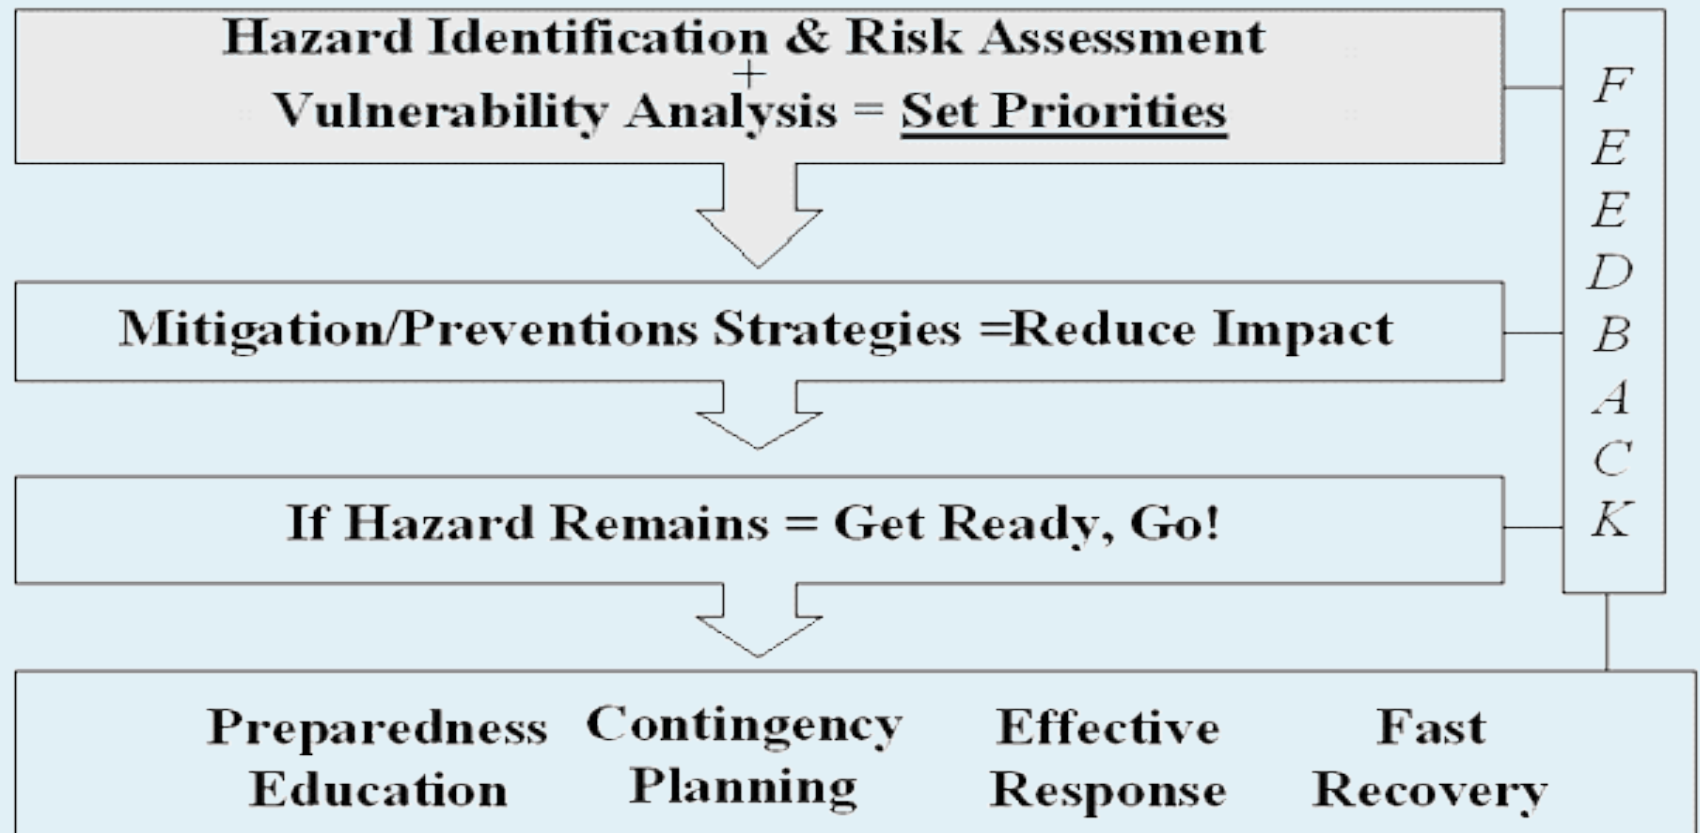 Hazard Identification & Risk Assessment
+
Vulnerability Analysis = Set Priorities
Mitigation/Preventions Strategies =Reduce Impact
If Hazard Remains = Get Ready, Go!
Preparedness Education
Contingency Planning
Effective Response
Fast Recovery
FEEDBACK